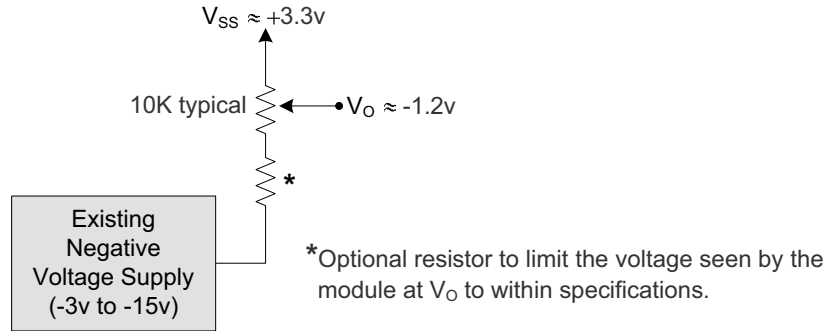 V_SS ≈ +3.3v
10K typical
V_O ≈ -1.2v
*
Existing
Negative
Voltage Supply
(-3v to -15v)
*Optional resistor to limit the voltage seen by the
module at V_O to within specifications.